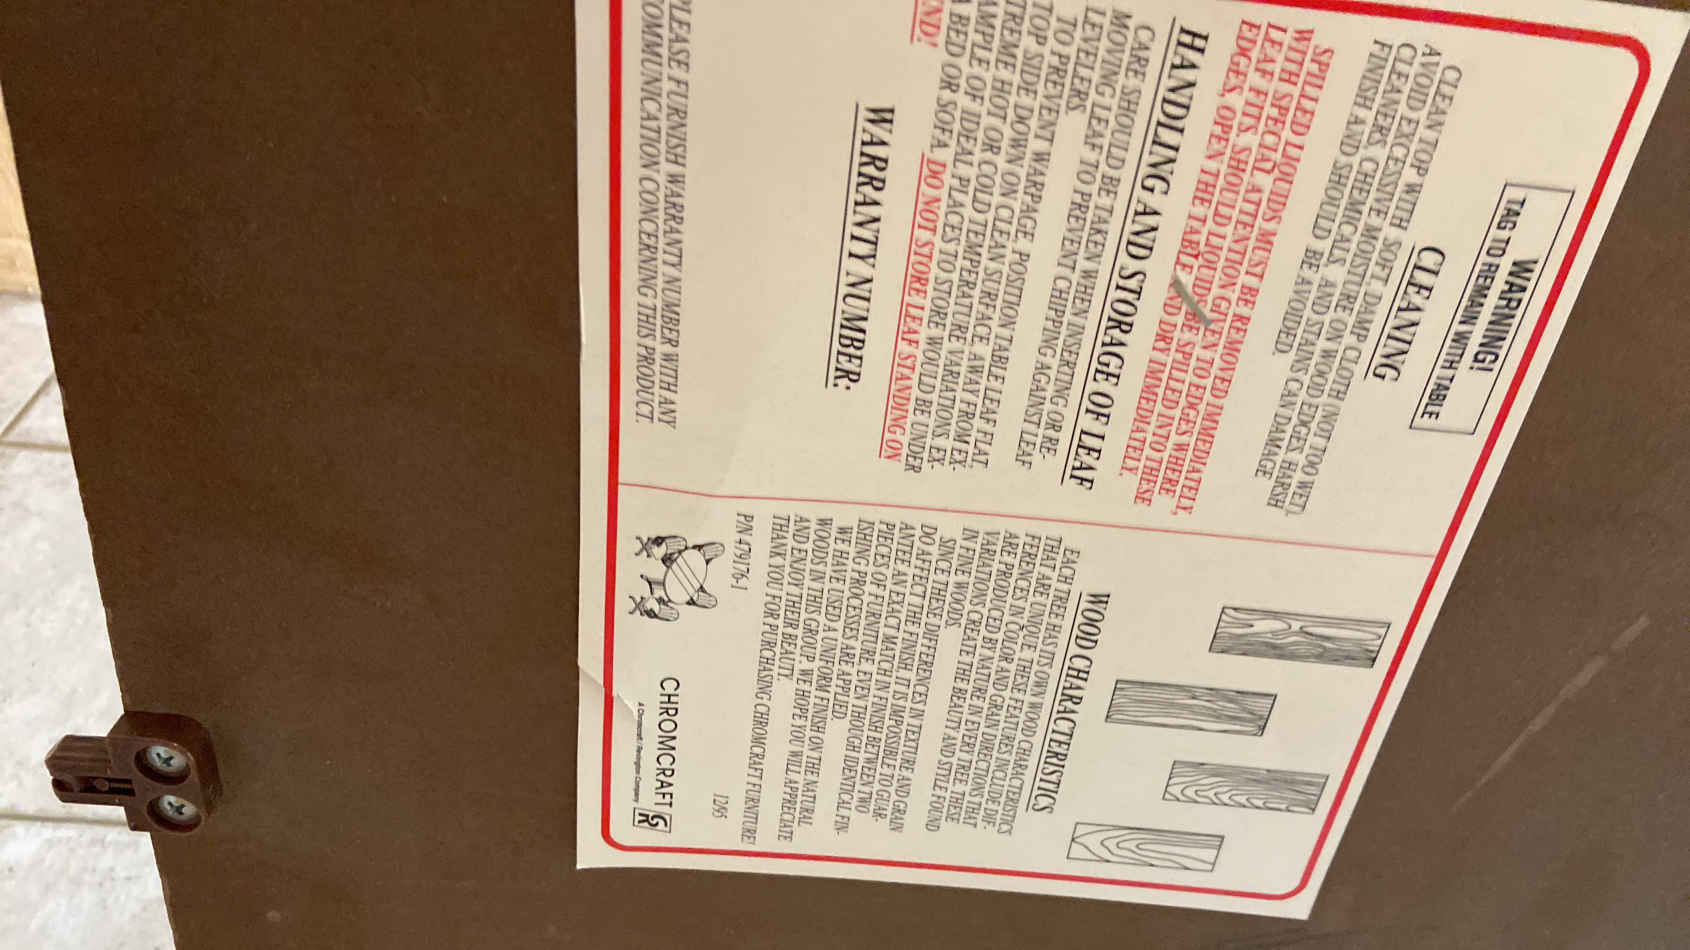 WARNING!
TAG TO REMAIN WITH TABLE
CLEANING
CLEAN TOP WITH SOFT, DAMP CLOTH (NOT TOO WET).
AVOID EXCESSIVE MOISTURE ON WOOD EDGES. HARSH
CLEANERS, CHEMICALS, AND STAINS CAN DAMAGE
FINISH AND SHOULD BE AVOIDED.
SPILLED LIQUIDS MUST BE REMOVED IMMEDIATELY,
WITH SPECIAL ATTENTION GIVEN TO EDGES WHERE
LEAF FITS. SHOULD LIQUID BE SPILLED INTO THESE
EDGES, OPEN THE TABLE AND DRY IMMEDIATELY.
HANDLING AND STORAGE OF LEAF
CARE SHOULD BE TAKEN WHEN INSERTING OR RE-
MOVING LEAF TO PREVENT CHIPPING AGAINST LEAF
LEVELERS.
TO PREVENT WARPAGE, POSITION TABLE LEAF FLAT,
TOP SIDE DOWN ON CLEAN SURFACE, AWAY FROM EX-
TREME HOT OR COLD TEMPERATURE VARIATIONS. EX-
AMPLE OF IDEAL PLACES TO STORE WOULD BE UNDER
A BED OR SOFA. DO NOT STORE LEAF STANDING ON
END!
WARRANTY NUMBER:
PLEASE FURNISH WARRANTY NUMBER WITH ANY
COMMUNICATION CONCERNING THIS PRODUCT.
WOOD CHARACTERISTICS
EACH TREE HAS ITS OWN WOOD CHARACTERISTICS
THAT ARE UNIQUE. THESE FEATURES INCLUDE DIF-
FERENCES IN COLOR AND GRAIN DIRECTIONS THAT
ARE PRODUCED BY NATURE IN EVERY TREE. THESE
VARIATIONS CREATE THE BEAUTY AND STYLE FOUND
IN FINE WOODS.
SINCE THESE DIFFERENCES IN TEXTURE AND GRAIN
DO AFFECT THE FINISH, IT IS IMPOSSIBLE TO GUAR-
ANTEE AN EXACT MATCH IN FINISH BETWEEN TWO
PIECES OF FURNITURE, EVEN THOUGH IDENTICAL FIN-
ISHING PROCESSES ARE APPLIED.
WE HAVE USED A UNIFORM FINISH ON THE NATURAL
WOODS IN THIS GROUP. WE HOPE YOU WILL APPRECIATE
AND ENJOY THEIR BEAUTY.
THANK YOU FOR PURCHASING CHROMCRAFT FURNITURE!
P/N 479176-1
12/95
CHROMCRAFT
A Chromcraft / Revington Company